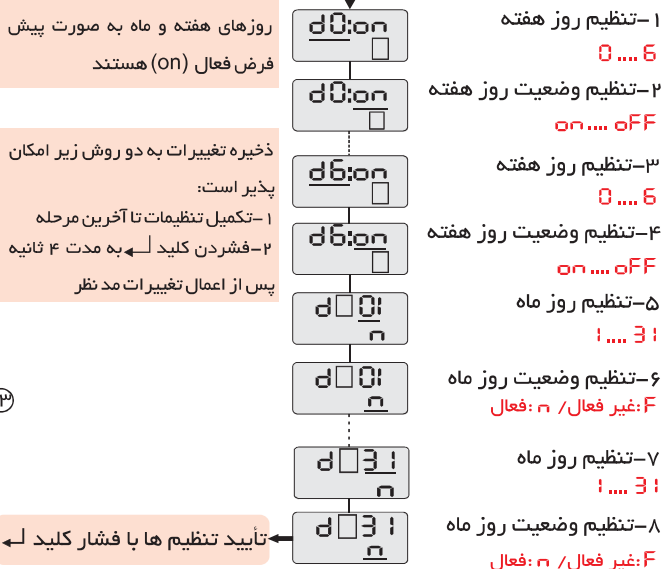 ۱-تنظیم روز هفته
0 .... 6
d0:on
روزهای هفته و ماه به صورت پیش
فرض فعال (on) هستند
۲-تنظیم وضعیت روز هفته
on .... oFF
d0:on
۳-تنظیم روز هفته
0 .... 6
d6:on
ذخیره تغییرات به دو روش زیر امکان
پذیر است:
۱-تکمیل تنظیمات تا آخرین مرحله
۲-فشردن کلید ↲ به مدت ۴ ثانیه
پس از اعمال تغییرات مد نظر
۴-تنظیم وضعیت روز هفته
on .... oFF
d6:on
۵-تنظیم روز ماه
1 .... 31
d 01
n
۶-تنظیم وضعیت روز ماه
F:غیر فعال/ n:فعال
d 01
n
۳
۷-تنظیم روز ماه
1 .... 31
d 31
n
۸-تنظیم وضعیت روز ماه
F:غیر فعال/ n:فعال
d 31
n
تأیید تنظیم ها با فشار کلید ↲